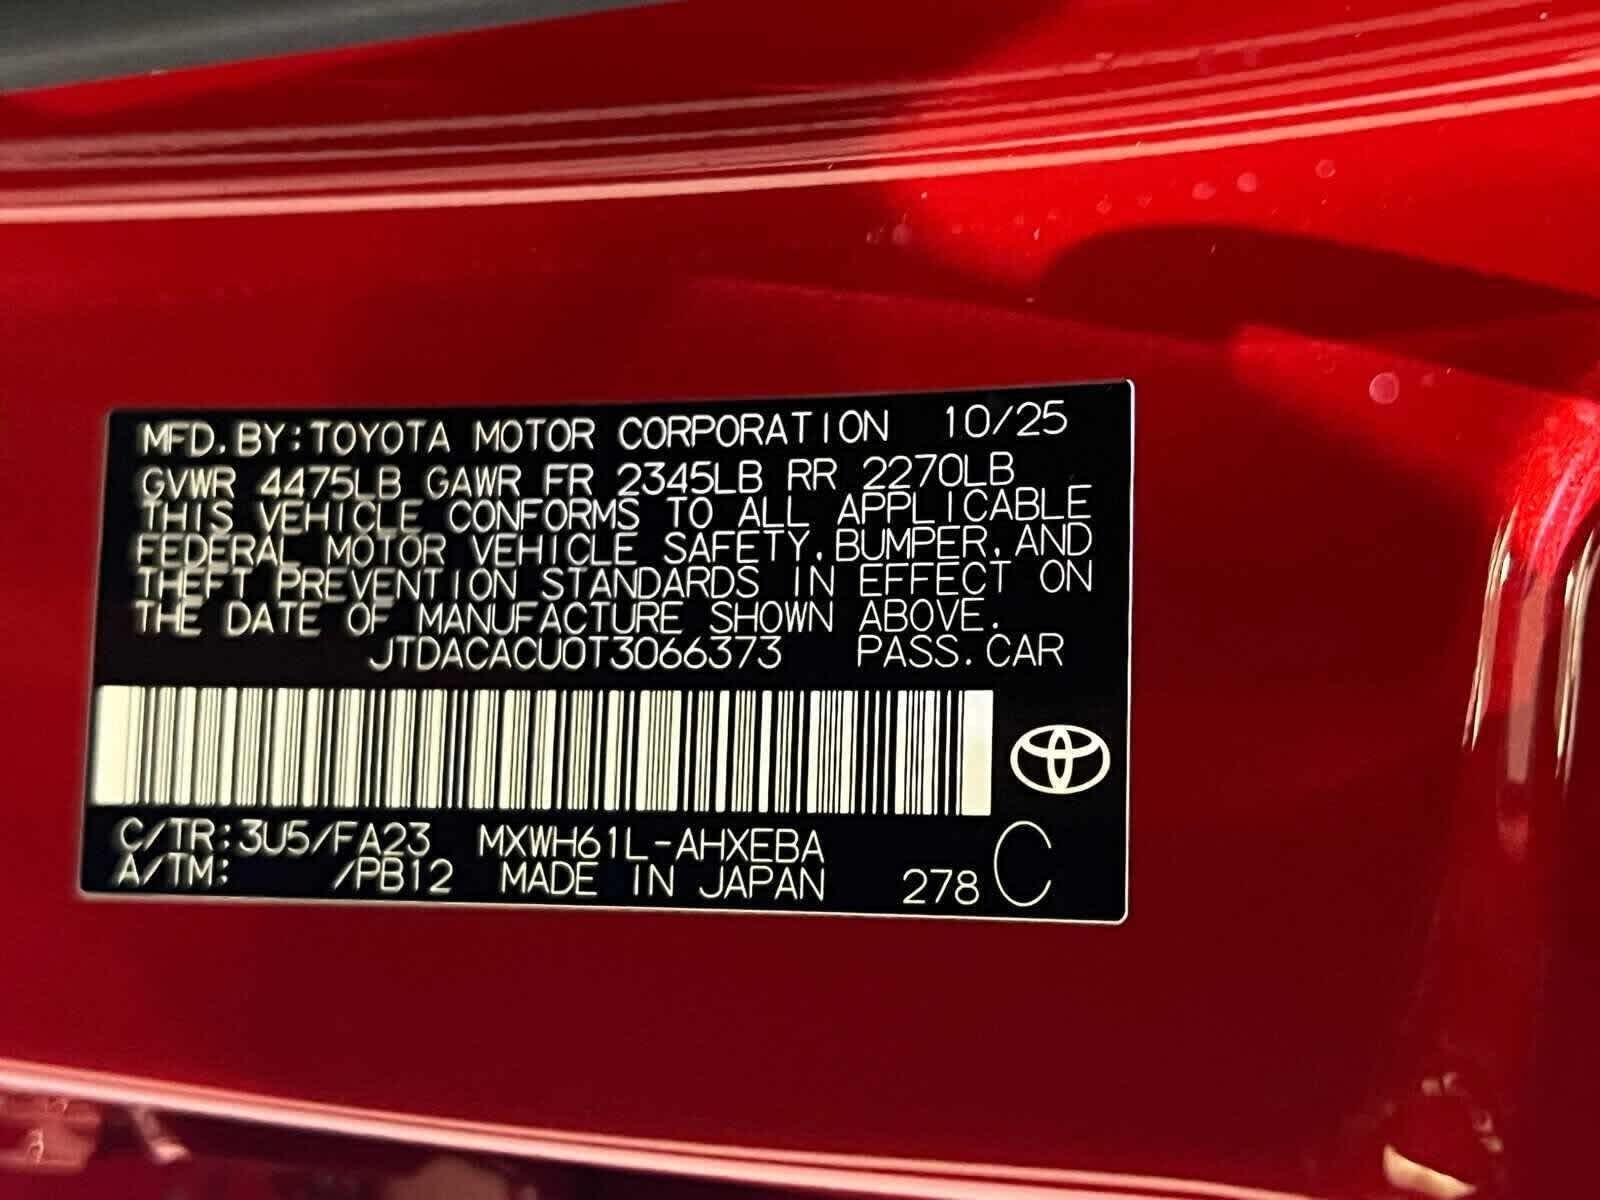 MFD.BY:TOYOTA MOTOR CORPORATION 10/25
GVWR 4475LB GAWR FR 2345LB RR 2270LB
THIS VEHICLE CONFORMS TO ALL APPLICABLE
FEDERAL MOTOR VEHICLE SAFETY,BUMPER,AND
THEFT PREVENTION STANDARDS IN EFFECT ON
THE DATE OF MANUFACTURE SHOWN ABOVE.
JTDACACU0T3066373 PASS.CAR
C/TR:3U5/FA23 MXWH61L-AHXEBA
A/TM: /PB12 MADE IN JAPAN 278 C